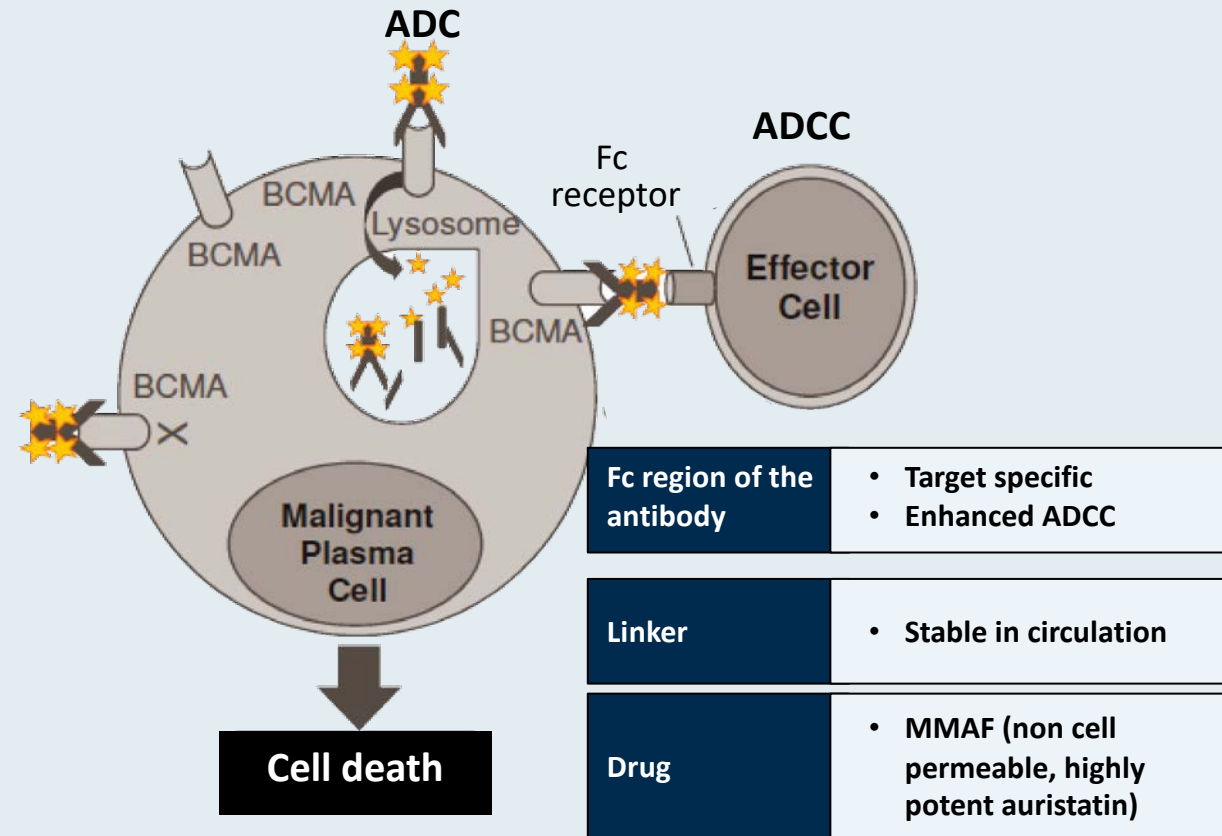 ADC
ADCC
Fc
receptor
BCMA
Lysosome
BCMA
Effector
Cell
BCMA
BCMA
X
Malignant
Plasma
Cell
Cell death
Fc region of the
antibody
• Target specific
• Enhanced ADCC
Linker
• Stable in circulation
Drug
• MMAF (non cell
permeable, highly
potent auristatin)